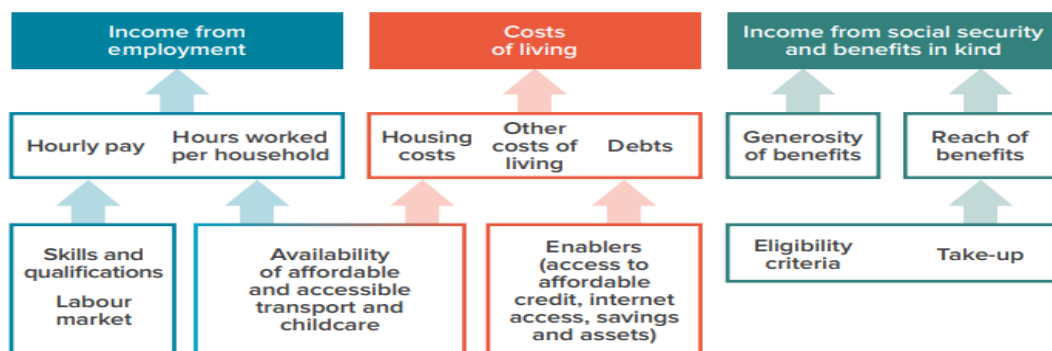 Income from
employment
Costs
of living
Income from social security
and benefits in kind
Hourly pay
Hours worked
per household
Housing
costs
Other
costs of
living
Debts
Generosity
of benefits
Reach of
benefits
Skills and
qualifications
Labour
market
Availability
of affordable
and accessible
transport and
childcare
Enablers
(access to
affordable
credit, internet
access, savings
and assets)
Eligibility
criteria
Take-up